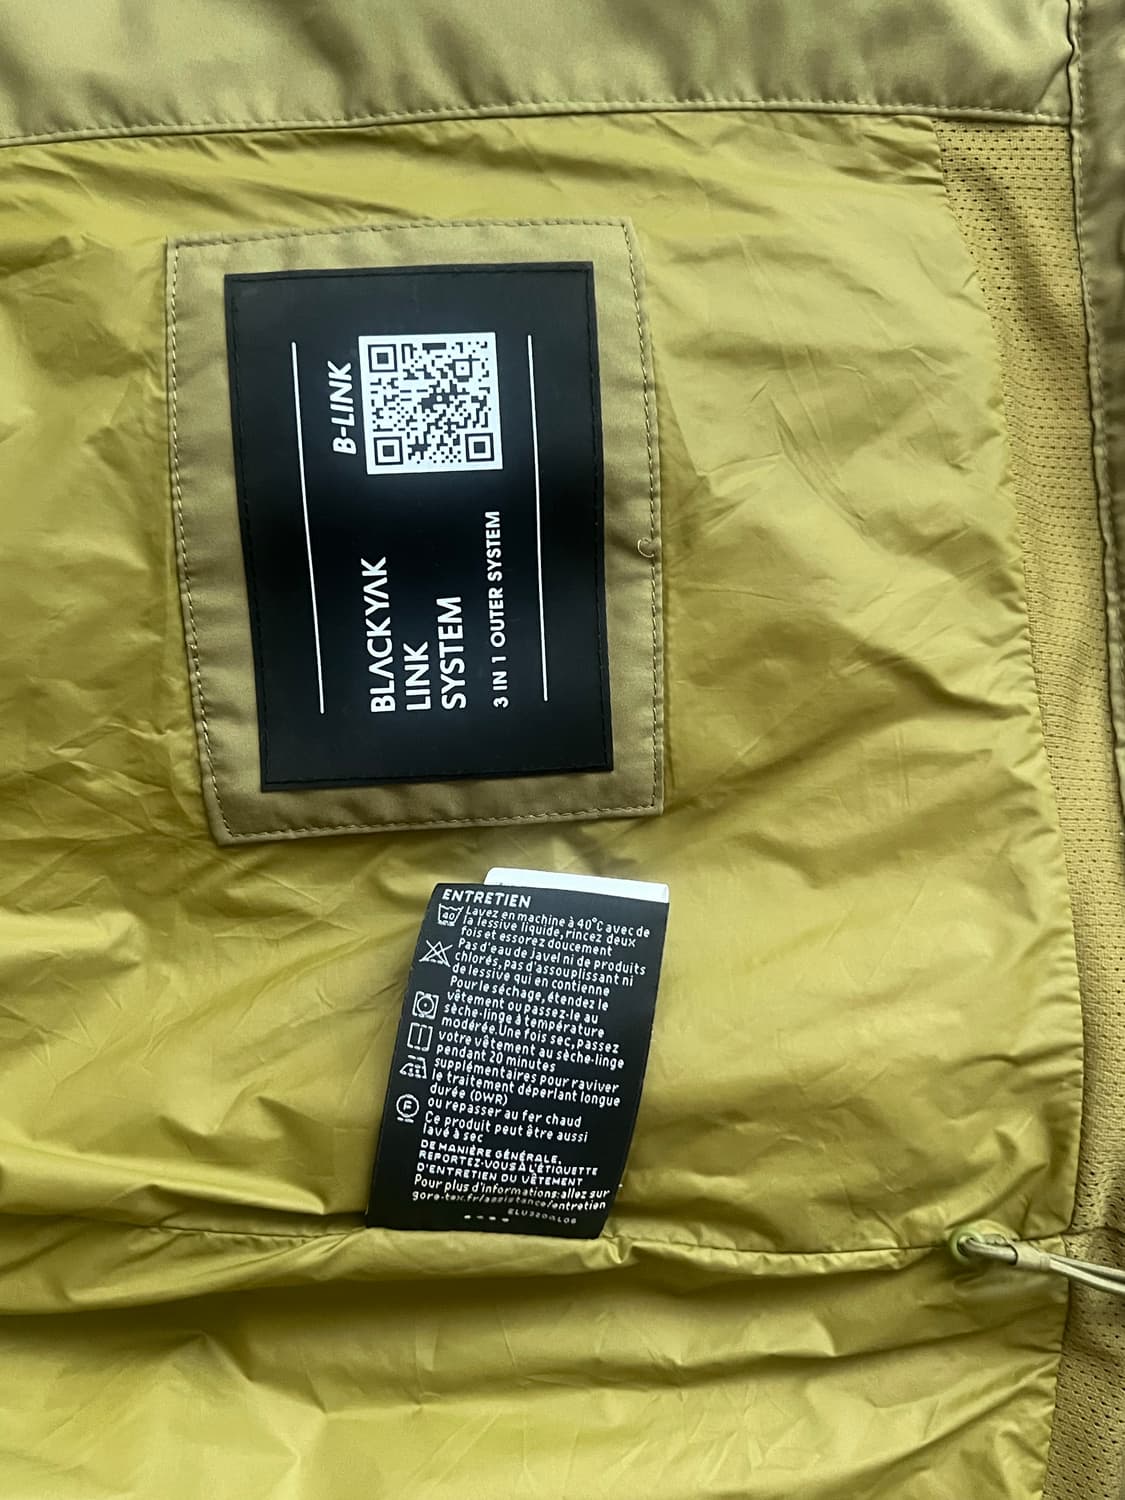 B-LINK
BLACKYAK
LINK
SYSTEM
3 IN 1 OUTER SYSTEM
ENTRETIEN
40
Lavez en machine à 40°C avec de
la lessive liquide, rincez deux
fois et essorez doucement
Pas d'eau de javel ni de produits
chlorés, pas d'assouplissant ni
de lessive qui en contienne
Pour le séchage, étendez le
vêtement ou passez-le au
sèche-linge à température
modérée. Une fois sec, passez
votre vêtement au sèche-linge
pendant 20 minutes
supplémentaires pour raviver
le traitement déperlant longue
durée (DWR)
ou repasser au fer chaud
F
Ce produit peut être aussi
lavé à sec
DE MANIÈRE GÉNÉRALE,
REPORTEZ-VOUS À L'ÉTIQUETTE
D'ENTRETIEN DU VÊTEMENT
Pour plus d'informations:allez sur
gore-tex.fr/assistance/entretien